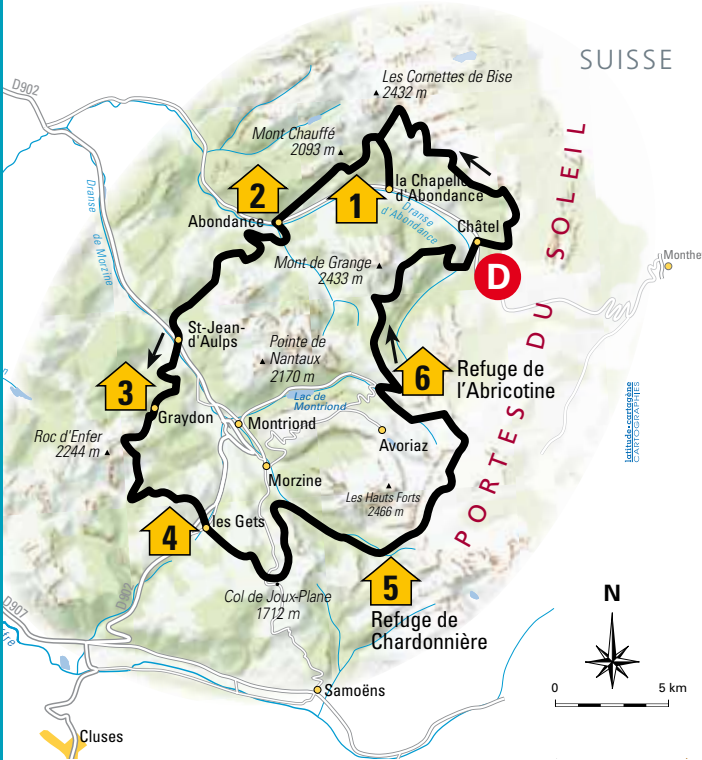 SUISSE
Les Cornettes de Bise
2432 m
D902
Mont Chauffé
2093 m
2
1
la Chapelle
d'Abondance
Abondance
Dranse
d'Abondance
Châtel
D
Dranse
de Morzine
Mont de Grange
2433 m
Monthe
PORTES DU SOLEIL
St-Jean-
d'Aulps
Pointe de
Nantaux
2170 m
3
6
Refuge de
l'Abricotine
Graydon
Lac de
Montriond
Montriond
Avoriaz
Roc d'Enfer
2244 m
Morzine
Les Hauts Forts
2466 m
latitude-cartagène
CARTOGRAPHIES
4
les Gets
5
Refuge de
Chardonnière
Col de Joux-Plane
1712 m
D902
D907
ffre
N
0 5 km
Samoëns
Cluses